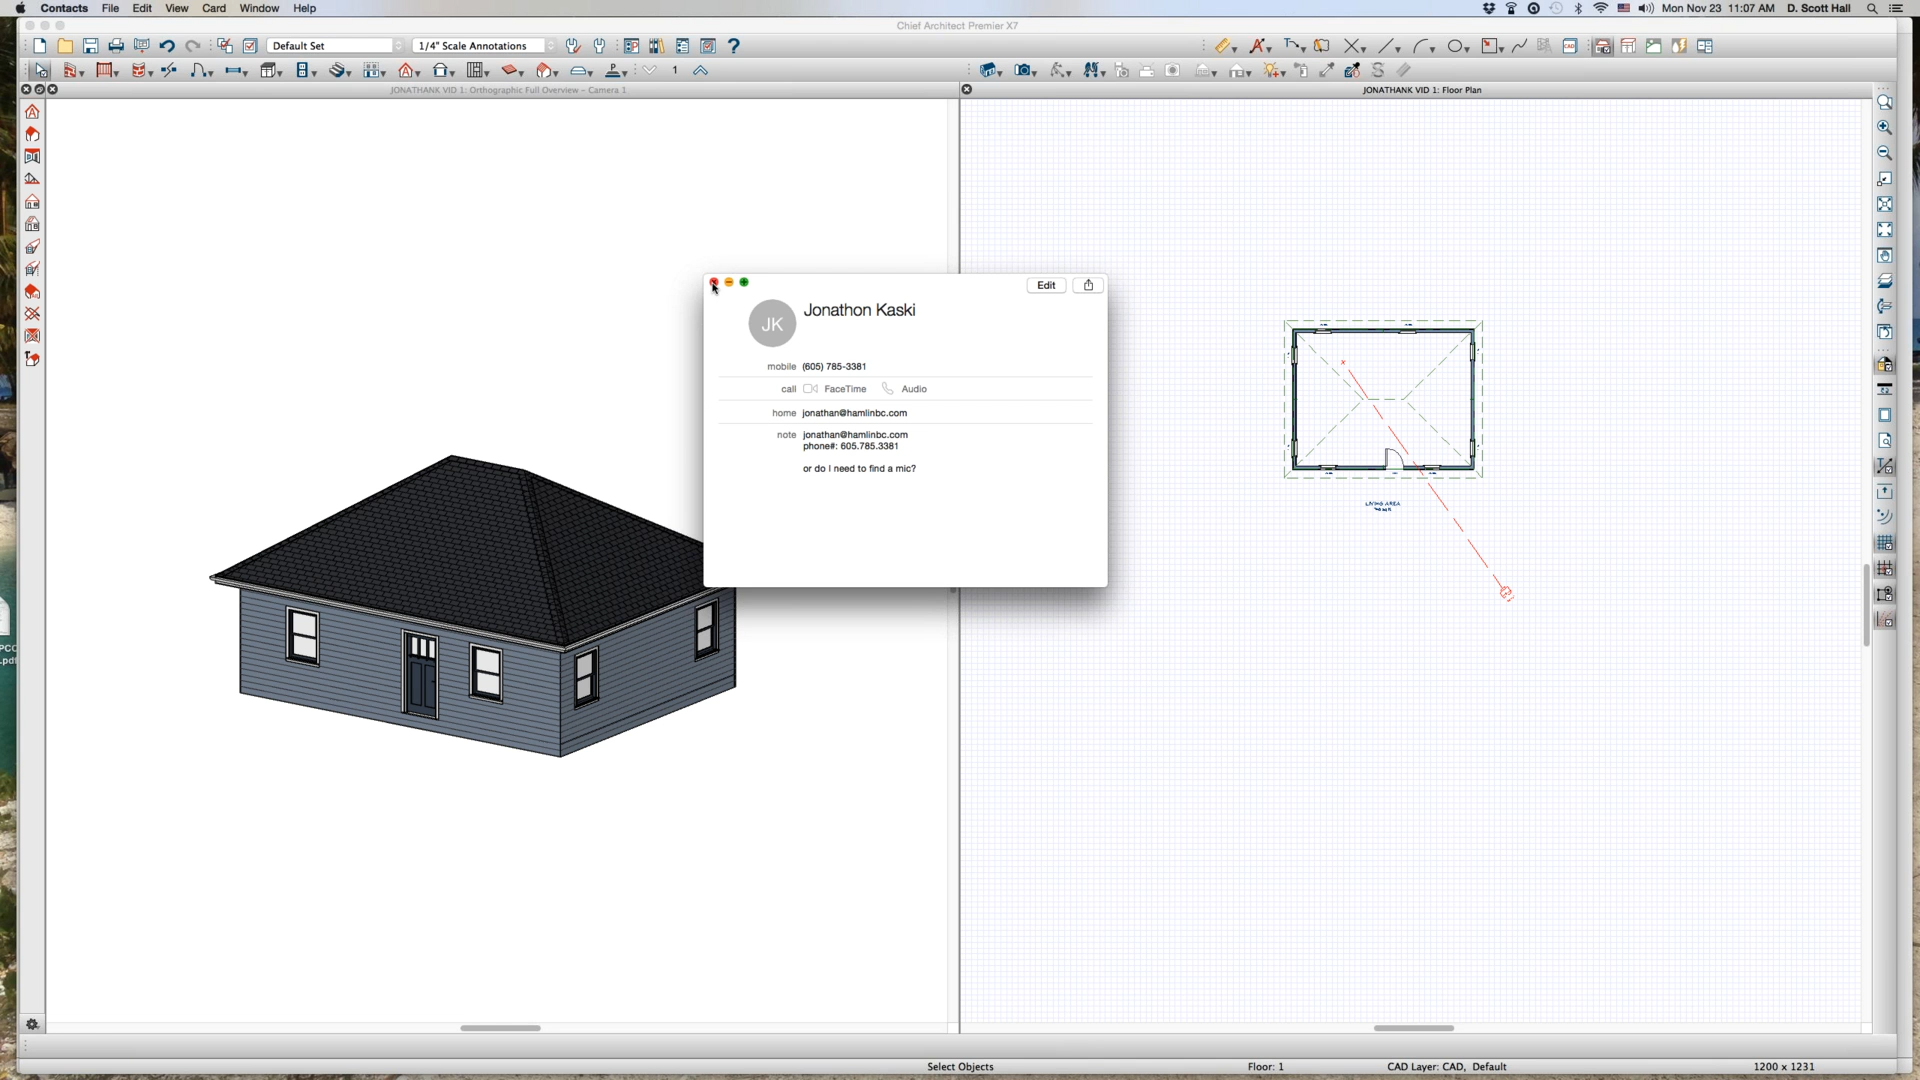 Contacts File Edit View Card Window Help
Mon Nov 23 11:07 AM D. Scott Hall
Chief Architect Premier X7
Default Set
1/4" Scale Annotations
1
JONATHANK VID 1: Orthographic Full Overview - Camera 1
JONATHANK VID 1: Floor Plan
Edit
JK
Jonathon Kaski
mobile (605) 785-3381
call FaceTime Audio
home jonathan@hamlinbc.com
note jonathan@hamlinbc.com
phone#: 605.785.3381
or do I need to find a mic?
LIVING AREA
.pdf
Select Objects
Floor: 1
CAD Layer: CAD, Default
1200 x 1231